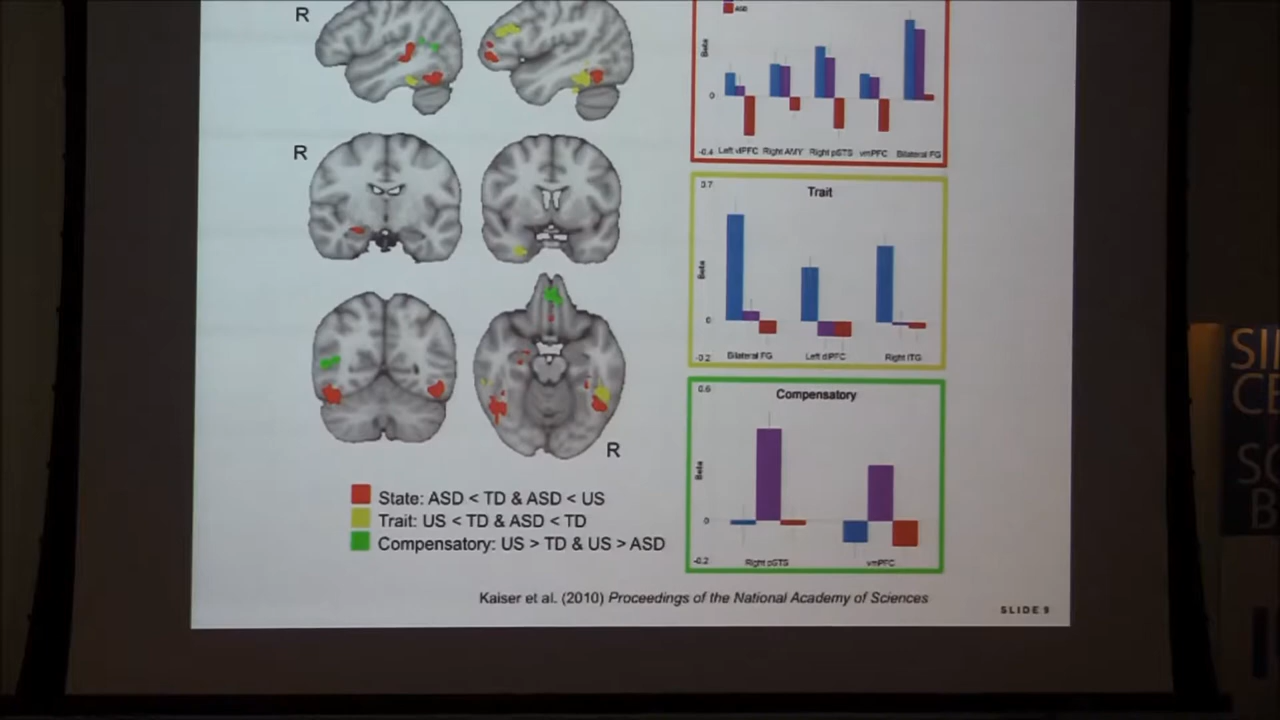 R
ASD
Beta
0
-0.4
Left dlPFC Right AMY Right pSTS vmPFC Bilateral FG
R
0.7
Trait
Beta
0
-0.2
Bilateral FG Left dlPFC Right ITG
0.6
Compensatory
Beta
0
-0.2
Right pSTS vmPFC
R
State: ASD < TD & ASD < US
Trait: US < TD & ASD < TD
Compensatory: US > TD & US > ASD
Kaiser et al. (2010) Proceedings of the National Academy of Sciences
SLIDE 9